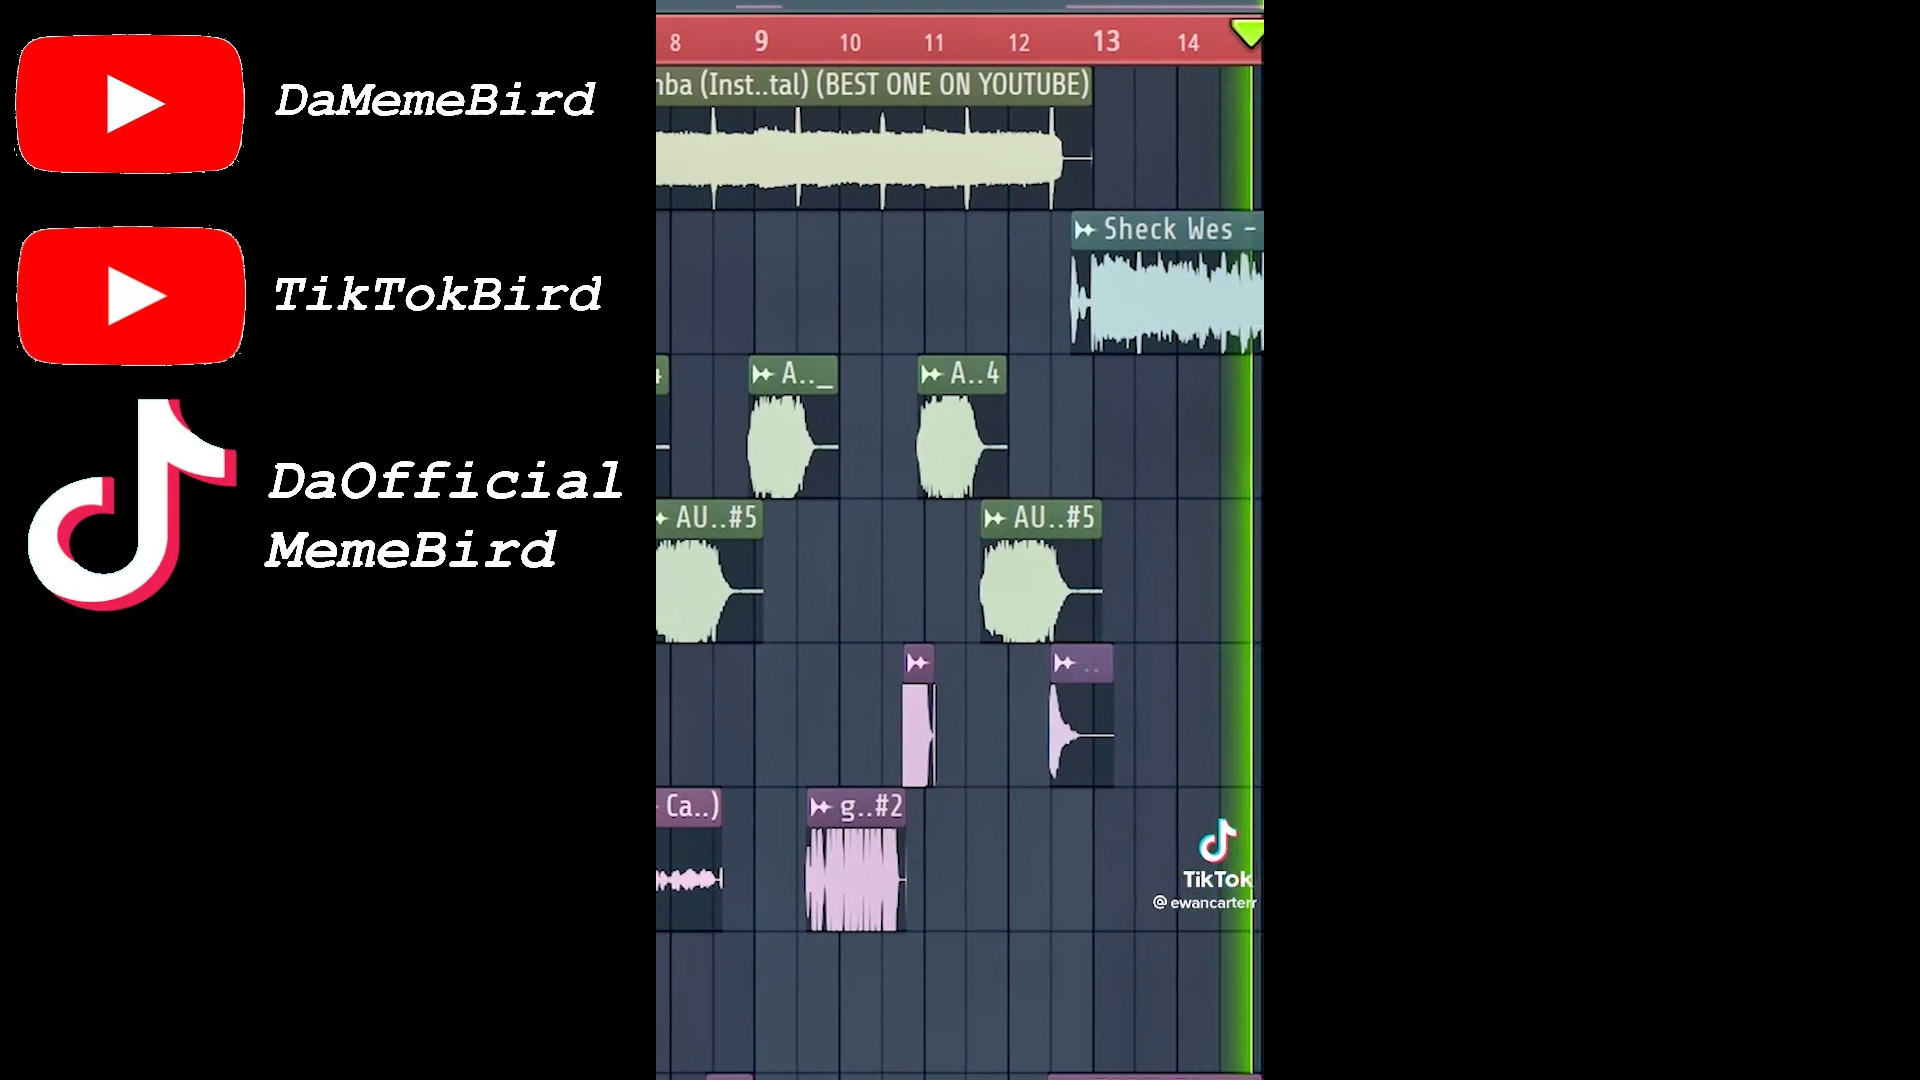 DaMemeBird
TikTokBird
DaOfficial
MemeBird
8 9 10 11 12 13 14
nba (Inst..tal) (BEST ONE ON YOUTUBE)
Sheck Wes -
A.._
A..4
AU..#5
AU..#5
..
Ca..)
g..#2
TikTok
@ewancarterr